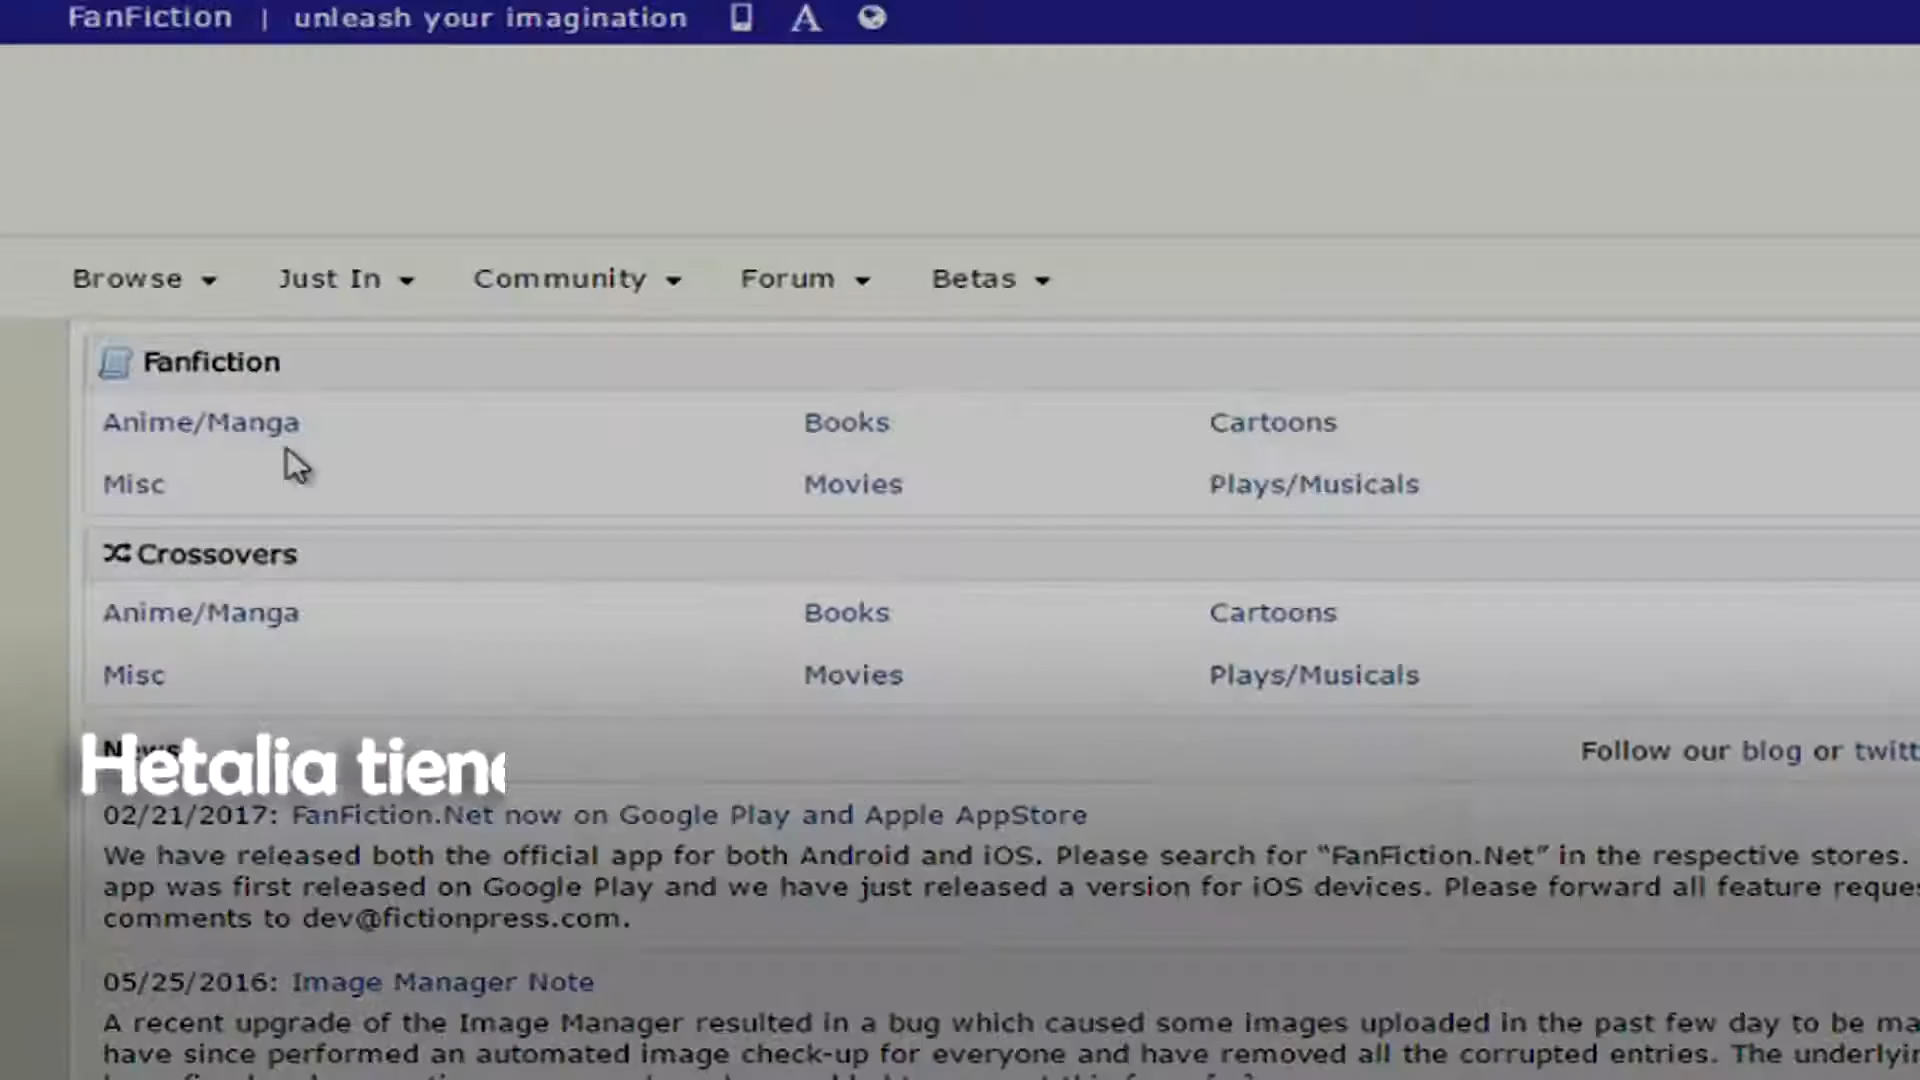 FanFiction | unleash your imagination
Browse Just In Community Forum Betas
Fanfiction
Anime/Manga Books Cartoons
Misc Movies Plays/Musicals
Crossovers
Anime/Manga Books Cartoons
Misc Movies Plays/Musicals
News Follow our blog or twitt
Hetalia tiene
02/21/2017: FanFiction.Net now on Google Play and Apple AppStore
We have released both the official app for both Android and iOS. Please search for “FanFiction.Net” in the respective stores.
app was first released on Google Play and we have just released a version for iOS devices. Please forward all feature reques
comments to dev@fictionpress.com.
05/25/2016: Image Manager Note
A recent upgrade of the Image Manager resulted in a bug which caused some images uploaded in the past few day to be ma
have since performed an automated image check-up for everyone and have removed all the corrupted entries. The underlyin